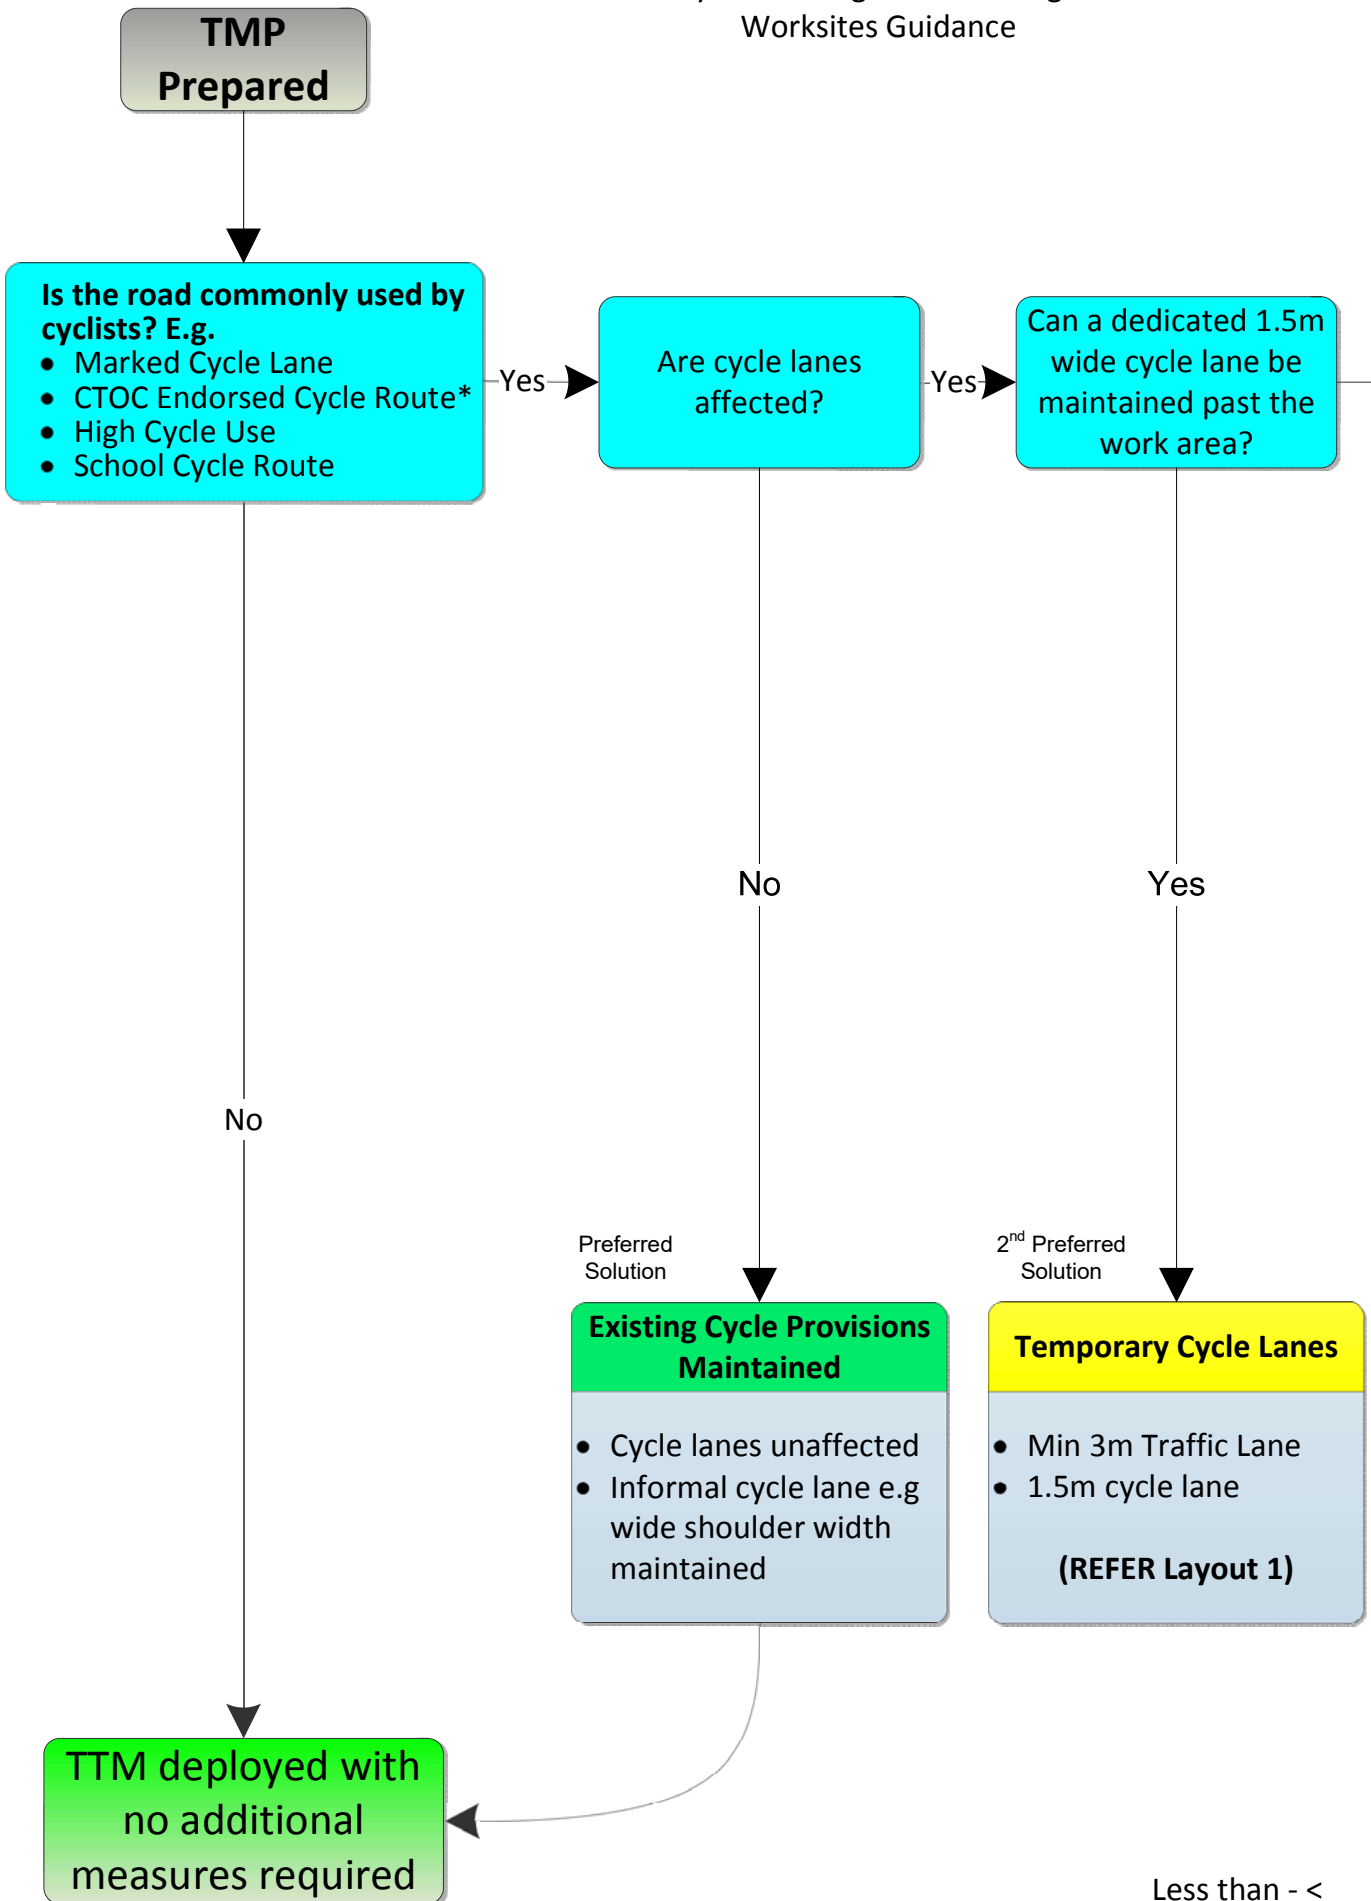 Worksites Guidance
TMP
Prepared
Is the road commonly used by
cyclists? E.g.
• Marked Cycle Lane
• CTOC Endorsed Cycle Route*
• High Cycle Use
• School Cycle Route
Yes
Are cycle lanes
affected?
Yes
Can a dedicated 1.5m
wide cycle lane be
maintained past the
work area?
No
Yes
No
Preferred
Solution
2nd Preferred
Solution
Existing Cycle Provisions
Maintained
• Cycle lanes unaffected
• Informal cycle lane e.g
wide shoulder width
maintained
Temporary Cycle Lanes
• Min 3m Traffic Lane
• 1.5m cycle lane
(REFER Layout 1)
TTM deployed with
no additional
measures required
Less than - <